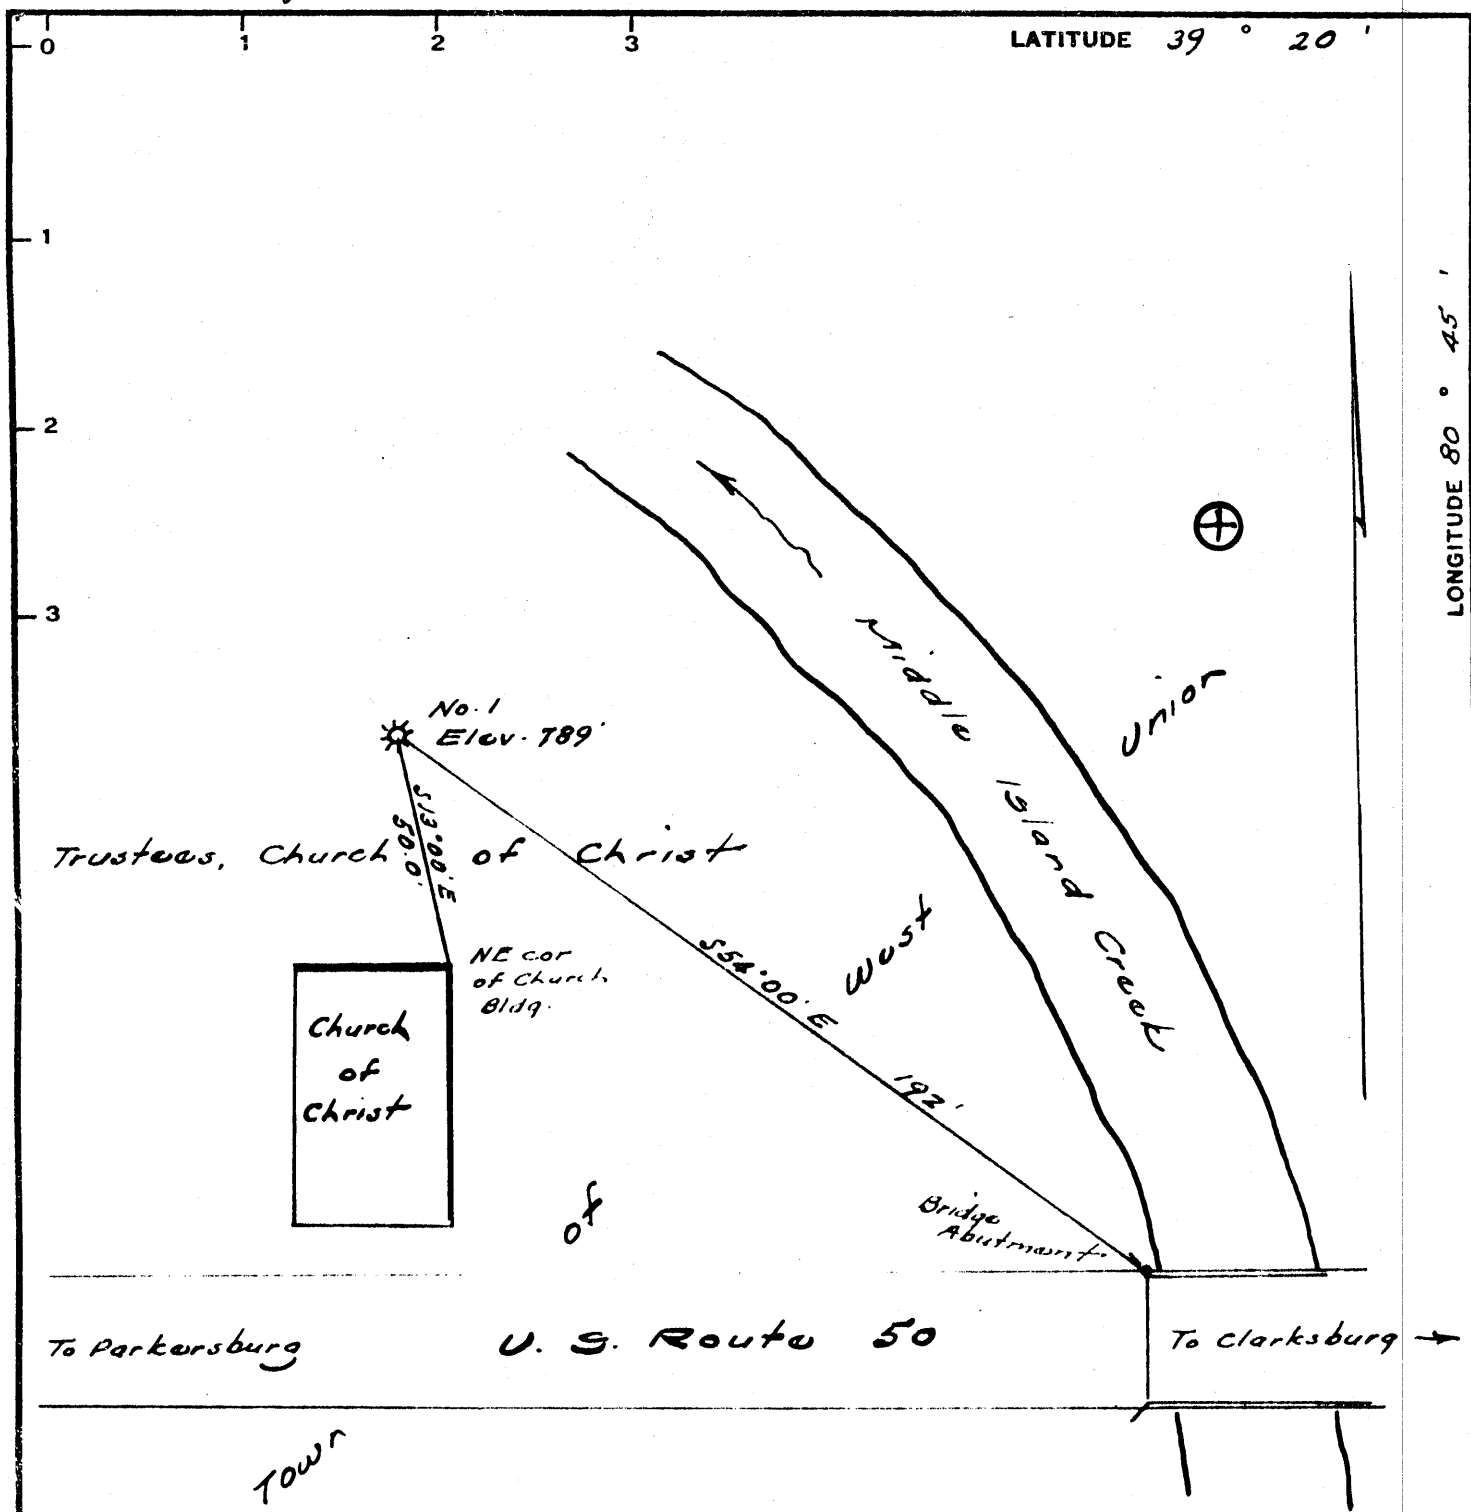 0 1 2 3 LATITUDE 39 ° 20 '
1
2
3
LONGITUDE 80 ° 45 '
No. 1
Elev. 789'
S 13°00' E
50.0'
Trustees, Church of Christ
NE cor
of Church
Bldg.
Church
of
Christ
S54°00' E 192'
Bridge
Abutment
Middle Island Creek
Town of West Union
To Parkersburg U. S. Route 50 To Clarksburg